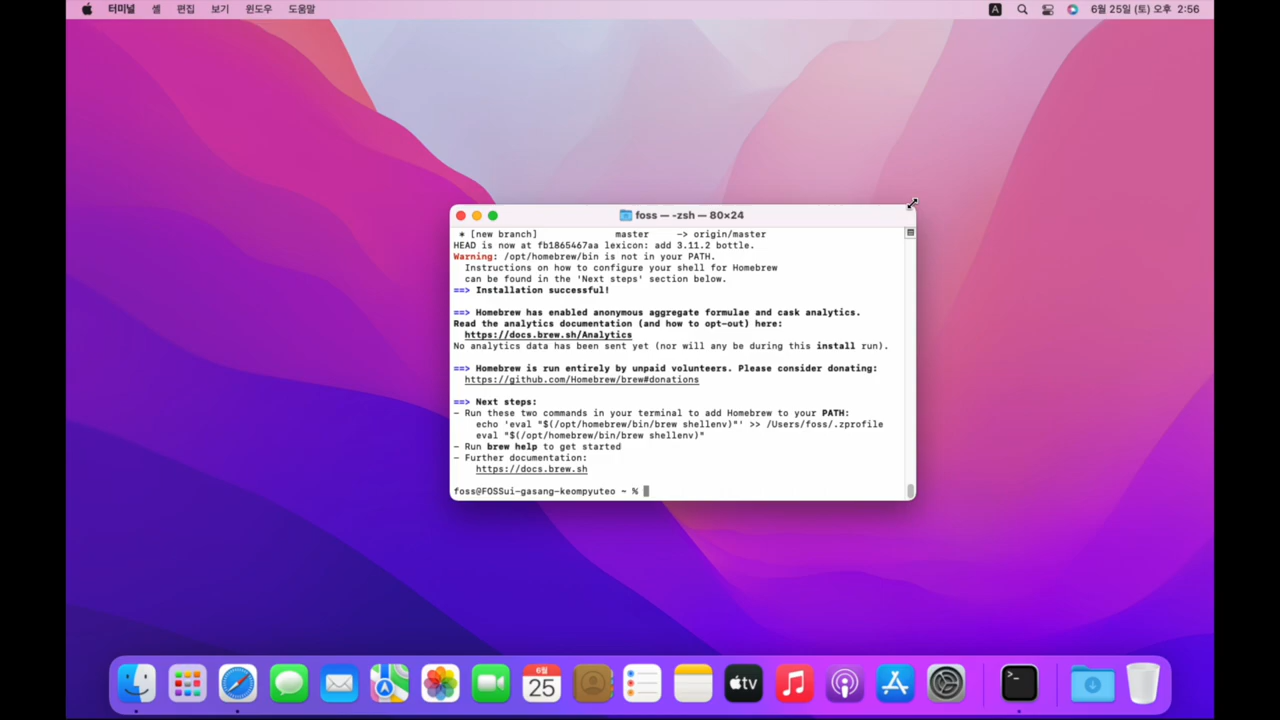 터미널 셸 편집 보기 윈도우 도움말 A 6월 25일 (토) 오후 2:56
foss — -zsh — 80×24
* [new branch] master -> origin/master
HEAD is now at fb1865467aa lexicon: add 3.11.2 bottle.
Warning: /opt/homebrew/bin is not in your PATH.
Instructions on how to configure your shell for Homebrew
can be found in the 'Next steps' section below.
==> Installation successful!
==> Homebrew has enabled anonymous aggregate formulae and cask analytics.
Read the analytics documentation (and how to opt-out) here:
https://docs.brew.sh/Analytics
No analytics data has been sent yet (nor will any be during this install run).
==> Homebrew is run entirely by unpaid volunteers. Please consider donating:
https://github.com/Homebrew/brew#donations
==> Next steps:
- Run these two commands in your terminal to add Homebrew to your PATH:
echo 'eval "$(/opt/homebrew/bin/brew shellenv)"' >> /Users/foss/.zprofile
eval "$(/opt/homebrew/bin/brew shellenv)"
- Run brew help to get started
- Further documentation:
https://docs.brew.sh
foss@FOSSui-gasang-keompyuteo ~ %
6월
25
tv
>_